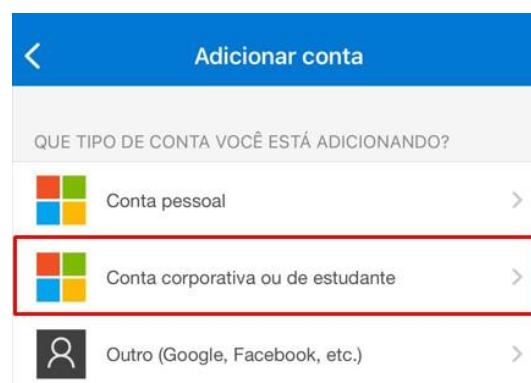 Adicionar conta
QUE TIPO DE CONTA VOCÊ ESTÁ ADICIONANDO?
Conta pessoal
Conta corporativa ou de estudante
Outro (Google, Facebook, etc.)